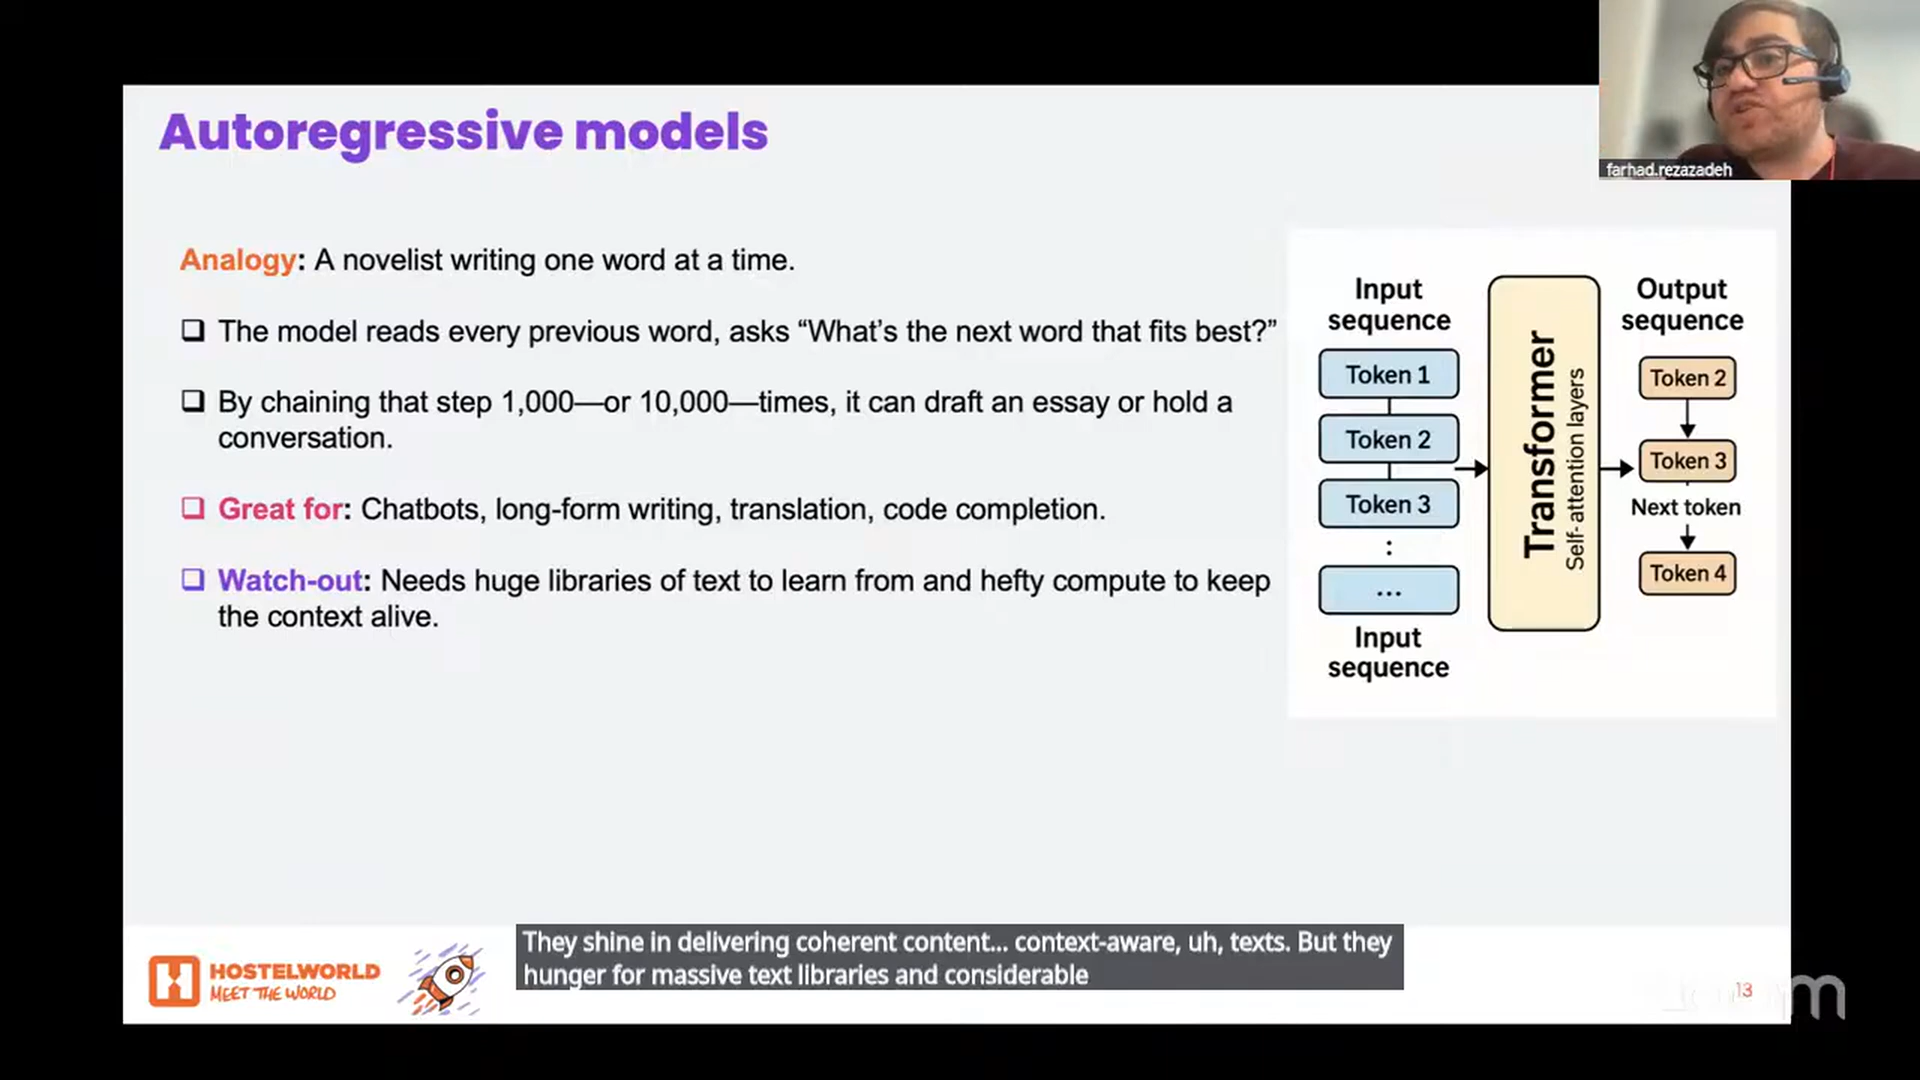 farhad.rezazadeh
Autoregressive models
Analogy: A novelist writing one word at a time.
❑ The model reads every previous word, asks “What’s the next word that fits best?”
❑ By chaining that step 1,000—or 10,000—times, it can draft an essay or hold a
conversation.
❑ Great for: Chatbots, long-form writing, translation, code completion.
❑ Watch-out: Needs huge libraries of text to learn from and hefty compute to keep
the context alive.
Input
sequence
Token 1
Token 2
Token 3
:
...
Input
sequence
Transformer
Self- attention layers
Output
sequence
Token 2
Token 3
Next token
Token 4
HOSTELWORLD
MEET THE WORLD
They shine in delivering coherent content... context-aware, uh, texts. But they
hunger for massive text libraries and considerable
13